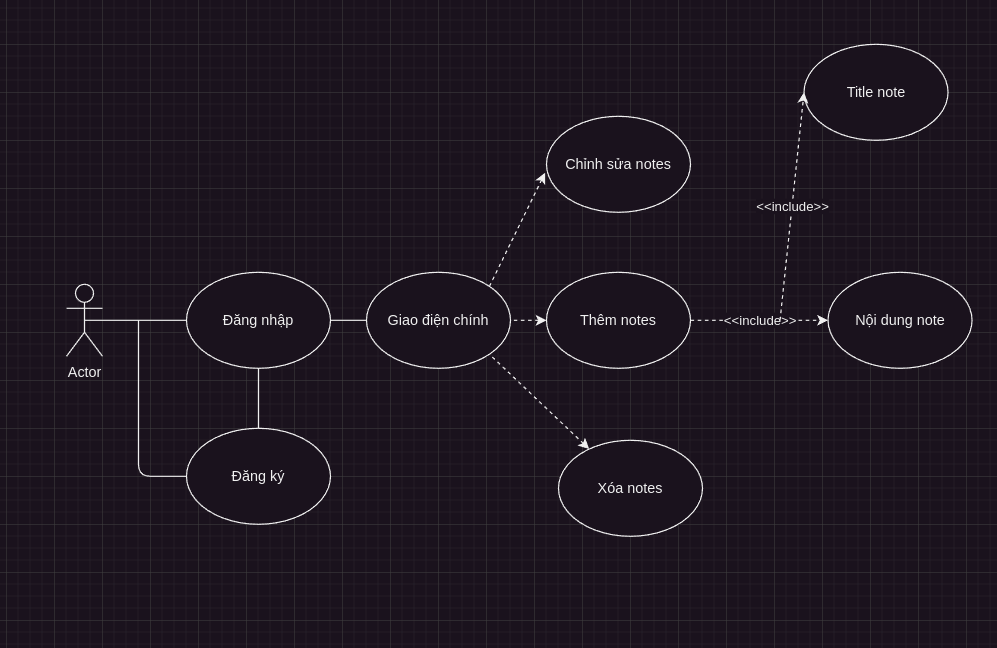 Title note
Chỉnh sửa notes
<<include>>
Đăng nhập
Giao điện chính
Thêm notes
<<include>>
Nội dung note
Actor
Đăng ký
Xóa notes